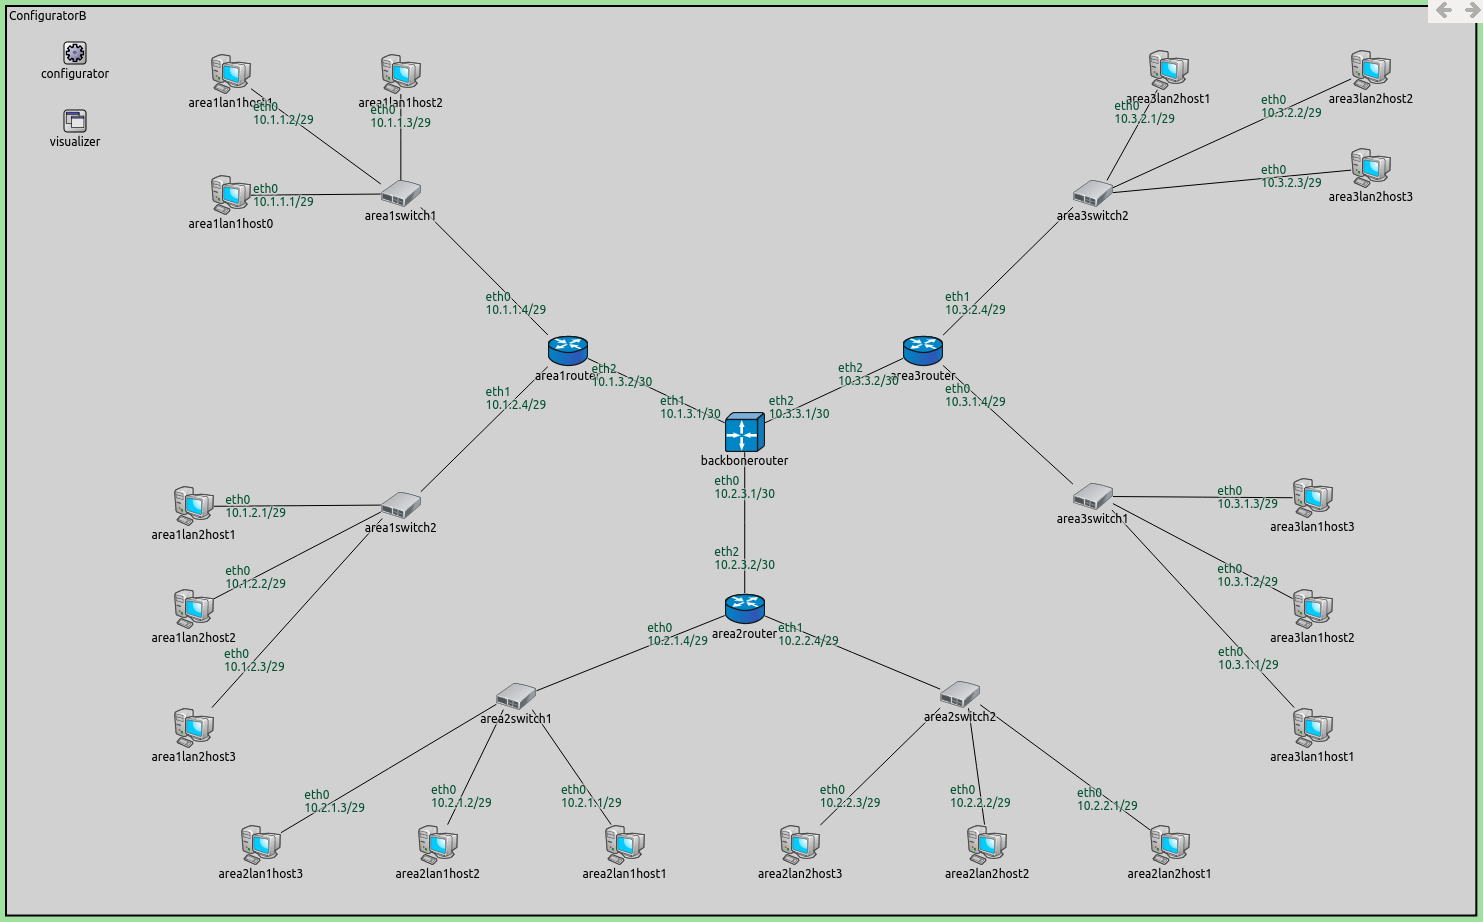 ConfiguratorB
configurator
visualizer
area1lan1host1
eth0
10.1.1.2/29
area1lan1host2
eth0
10.1.1.3/29
area1lan1host0
eth0
10.1.1.1/29
area1switch1
area3lan2host1
eth0
10.3.2.1/29
area3lan2host2
eth0
10.3.2.2/29
area3lan2host3
eth0
10.3.2.3/29
area3switch2
eth0
10.1.1.4/29
eth1
10.3.2.4/29
area1router
eth2
10.1.3.2/30
eth1
10.1.2.4/29
eth1
10.1.3.1/30
eth2
10.3.3.2/30
area3router
eth0
10.3.1.4/29
eth2
10.3.3.1/30
backbonerouter
eth0
10.2.3.1/30
eth2
10.2.3.2/30
area1switch2
area1lan2host1
eth0
10.1.2.1/29
area1lan2host2
eth0
10.1.2.2/29
area1lan2host3
eth0
10.1.2.3/29
area3switch1
eth0
10.3.1.3/29
area3lan1host3
eth0
10.3.1.2/29
area3lan1host2
eth0
10.3.1.1/29
area3lan1host1
area2router
eth0
10.2.1.4/29
eth1
10.2.2.4/29
area2switch1
area2switch2
eth0
10.2.1.3/29
eth0
10.2.1.2/29
eth0
10.2.1.1/29
eth0
10.2.2.3/29
eth0
10.2.2.2/29
eth0
10.2.2.1/29
area2lan1host3
area2lan1host2
area2lan1host1
area2lan2host3
area2lan2host2
area2lan2host1